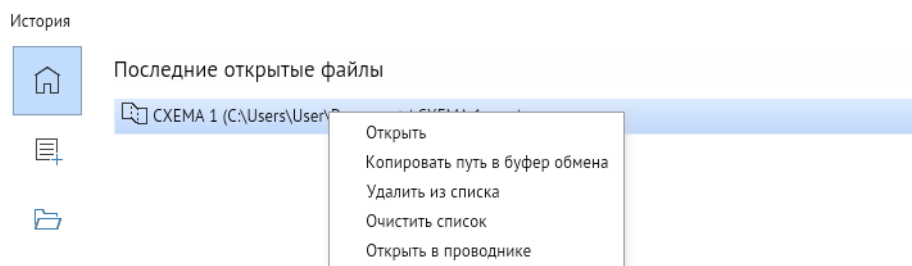 История
Последние открытые файлы
СХЕМА 1 (C:\Users\User\
Открыть
Копировать путь в буфер обмена
Удалить из списка
Очистить список
Открыть в проводнике